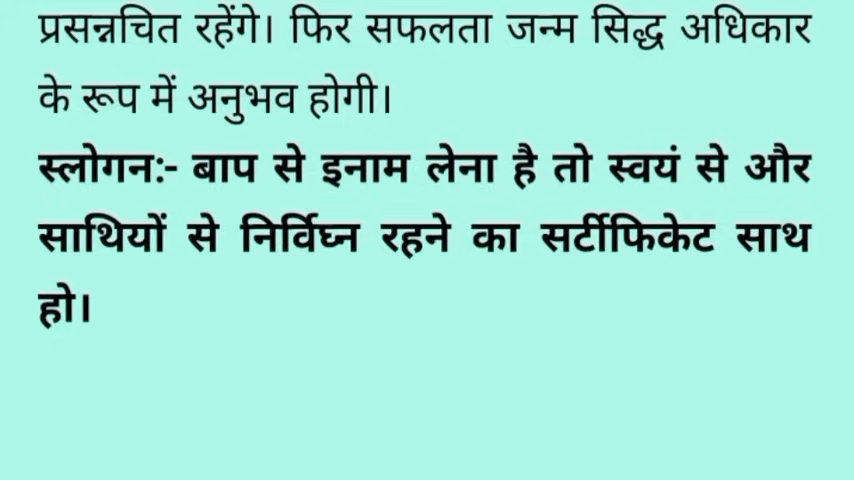 प्रसन्नचित रहेंगे। फिर सफलता जन्म सिद्ध अधिकार
के रूप में अनुभव होगी।
स्लोगन:- बाप से इनाम लेना है तो स्वयं से और
साथियों से निर्विघ्न रहने का सर्टीफिकेट साथ
हो।